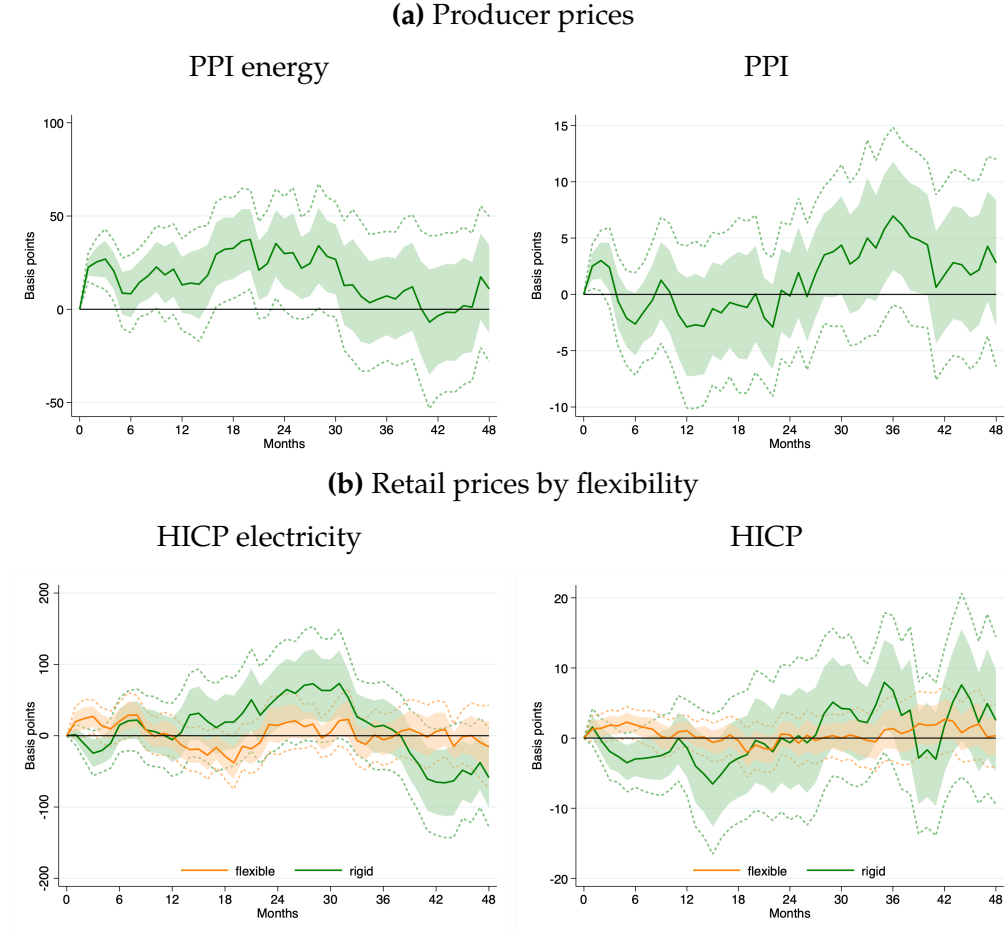 (a) Producer prices
PPI energy
PPI
100
50
0
-50
Basis points
0 6 12 18 24 30 36 42 48
Months
15
10
5
0
-5
-10
Basis points
0 6 12 18 24 30 36 42 48
Months
(b) Retail prices by flexibility
HICP electricity
HICP
200
100
0
-100
-200
Basis points
flexible rigid
0 6 12 18 24 30 36 42 48
Months
20
10
0
-10
-20
Basis points
flexible rigid
0 6 12 18 24 30 36 42 48
Months